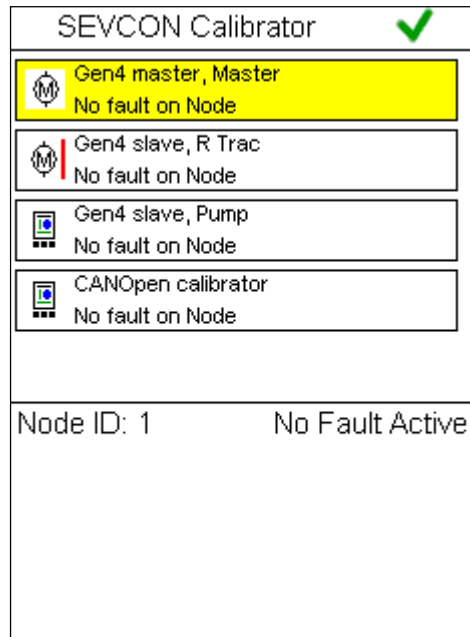 SEVCON Calibrator
Gen4 master, Master
No fault on Node
Gen4 slave, R Trac
No fault on Node
Gen4 slave, Pump
No fault on Node
CANOpen calibrator
No fault on Node
Node ID: 1 No Fault Active